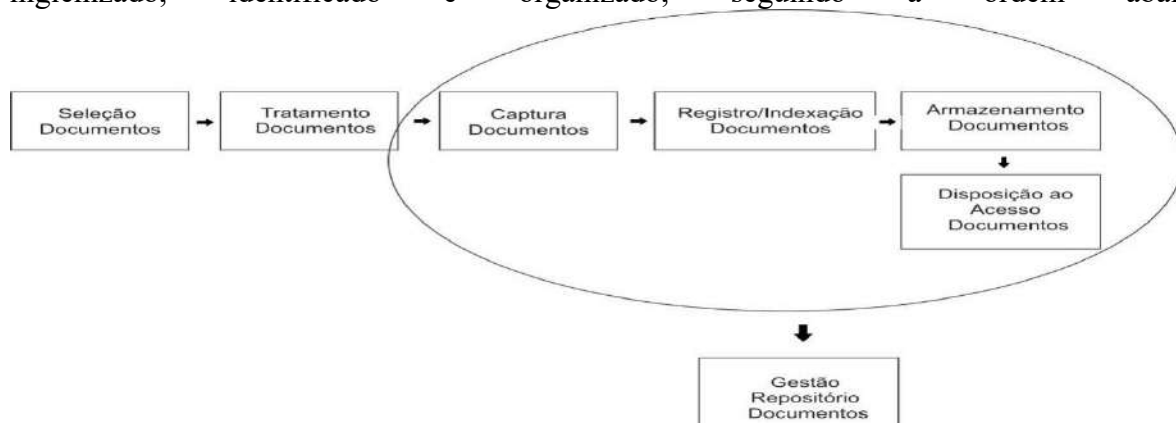 higienizado, identificado e organizado, seguindo a ordem
Seleção
Documentos
Tratamento
Documentos
Captura
Documentos
Registro/Indexação
Documentos
Armazenamento
Documentos
Disposição ao
Acesso
Documentos
Gestão
Repositório
Documentos